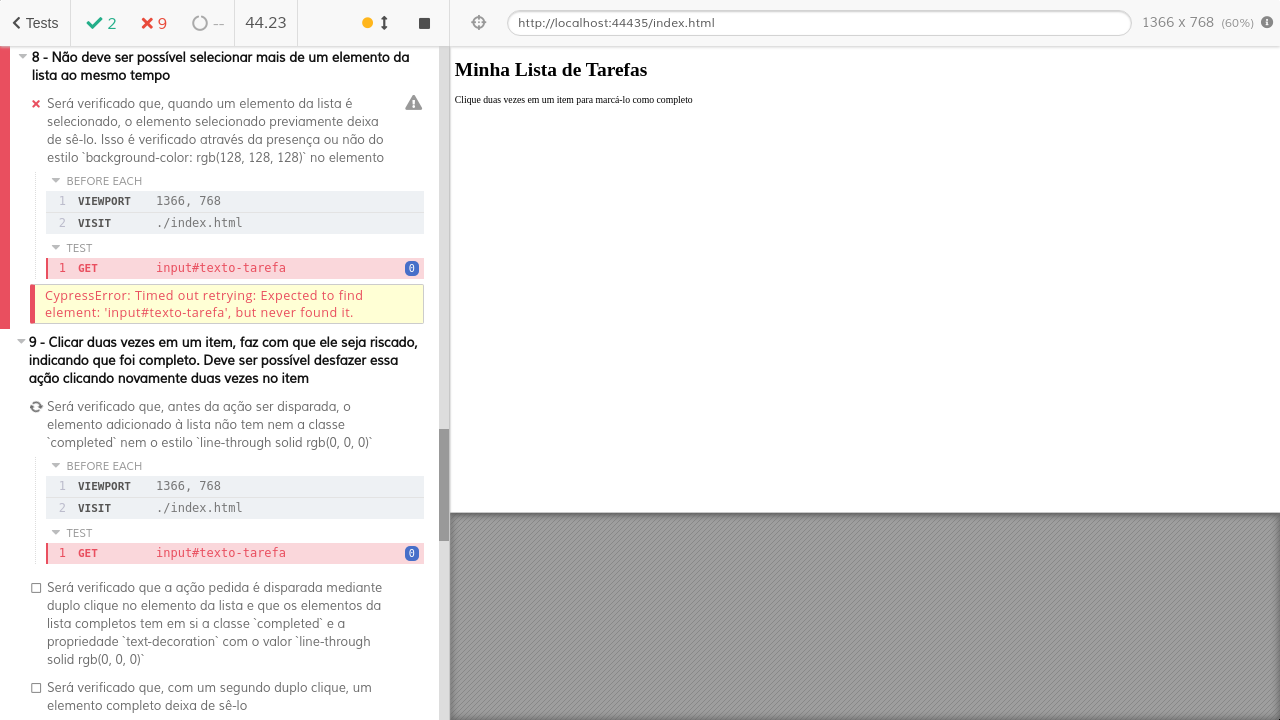 Tests
2
9
--
44.23
http://localhost:44435/index.html
1366 x 768 (60%)
8 - Não deve ser possível selecionar mais de um elemento da
lista ao mesmo tempo
Será verificado que, quando um elemento da lista é
selecionado, o elemento selecionado previamente deixa
de sê-lo. Isso é verificado através da presença ou não do
estilo `background-color: rgb(128, 128, 128)` no elemento
BEFORE EACH
1 VIEWPORT 1366, 768
2 VISIT ./index.html
TEST
1 GET input#texto-tarefa 0
CypressError: Timed out retrying: Expected to find
element: 'input#texto-tarefa', but never found it.
9 - Clicar duas vezes em um item, faz com que ele seja riscado,
indicando que foi completo. Deve ser possível desfazer essa
ação clicando novamente duas vezes no item
Será verificado que, antes da ação ser disparada, o
elemento adicionado à lista não tem nem a classe
`completed` nem o estilo `line-through solid rgb(0, 0, 0)`
BEFORE EACH
1 VIEWPORT 1366, 768
2 VISIT ./index.html
TEST
1 GET input#texto-tarefa 0
Será verificado que a ação pedida é disparada mediante
duplo clique no elemento da lista e que os elementos da
lista completos tem em si a classe `completed` e a
propriedade `text-decoration` com o valor `line-through
solid rgb(0, 0, 0)`
Será verificado que, com um segundo duplo clique, um
elemento completo deixa de sê-lo
Minha Lista de Tarefas
Clique duas vezes em um item para marcá-lo como completo